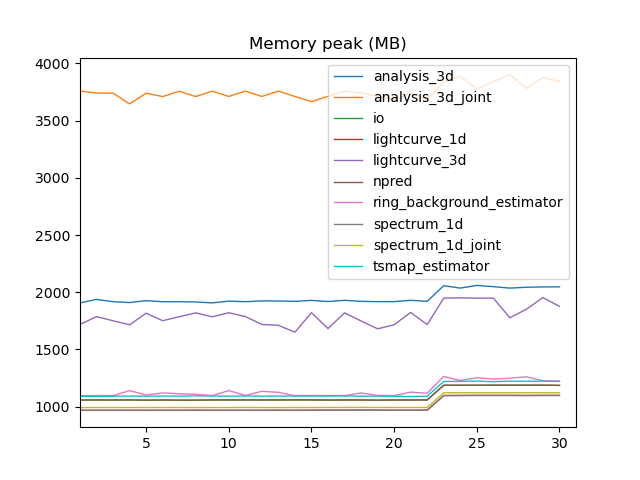 Memory peak (MB)
4000
3500
3000
2500
2000
1500
1000
analysis_3d
analysis_3d_joint
io
lightcurve_1d
lightcurve_3d
npred
ring_background_estimator
spectrum_1d
spectrum_1d_joint
tsmap_estimator
5 10 15 20 25 30